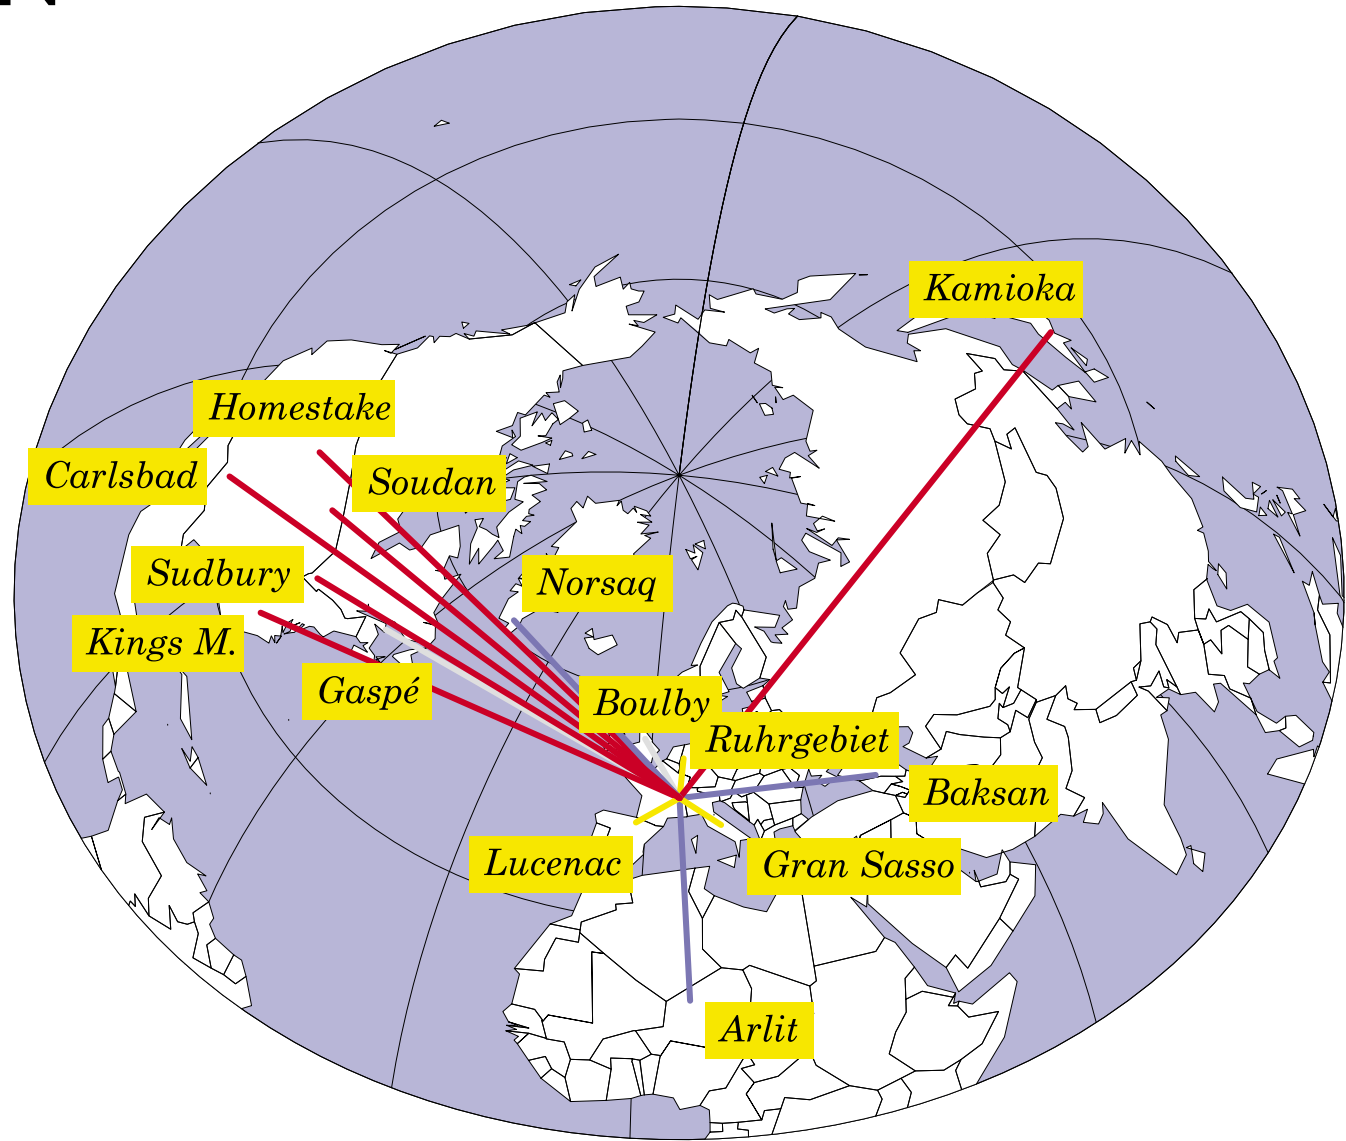 Kamioka
Homestake
Carlsbad
Soudan
Sudbury
Norsaq
Kings M.
Gaspé
Boulby
Ruhrgebiet
Baksan
Lucenac
Gran Sasso
Arlit